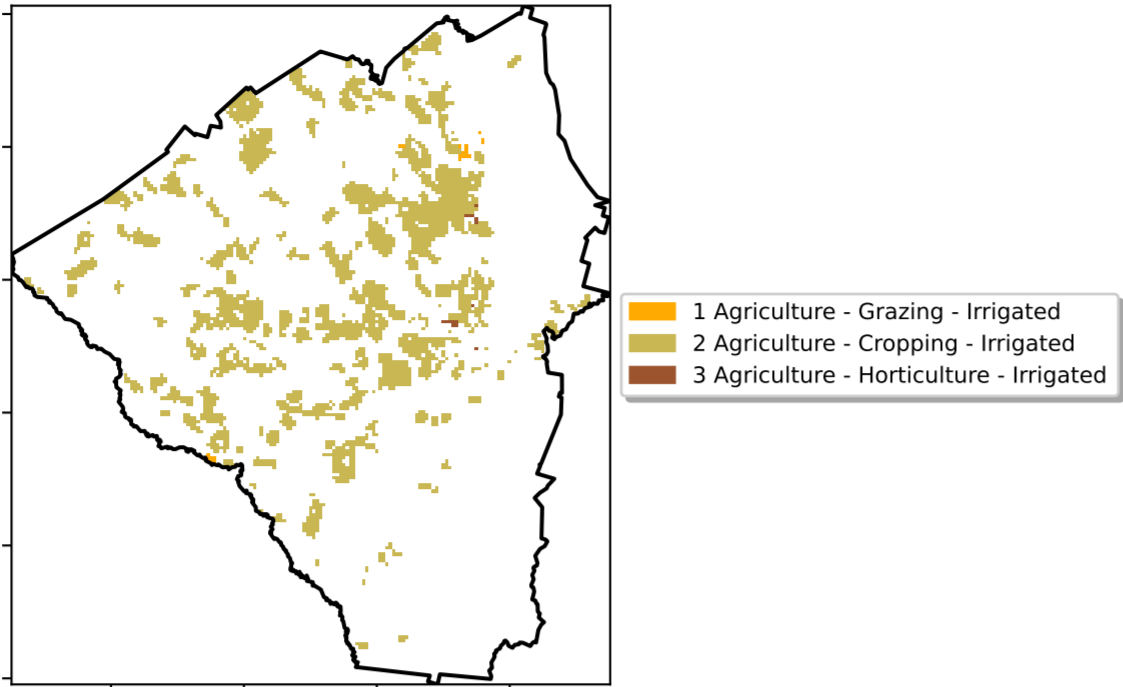 1 Agriculture - Grazing - Irrigated
2 Agriculture - Cropping - Irrigated
3 Agriculture - Horticulture - Irrigated